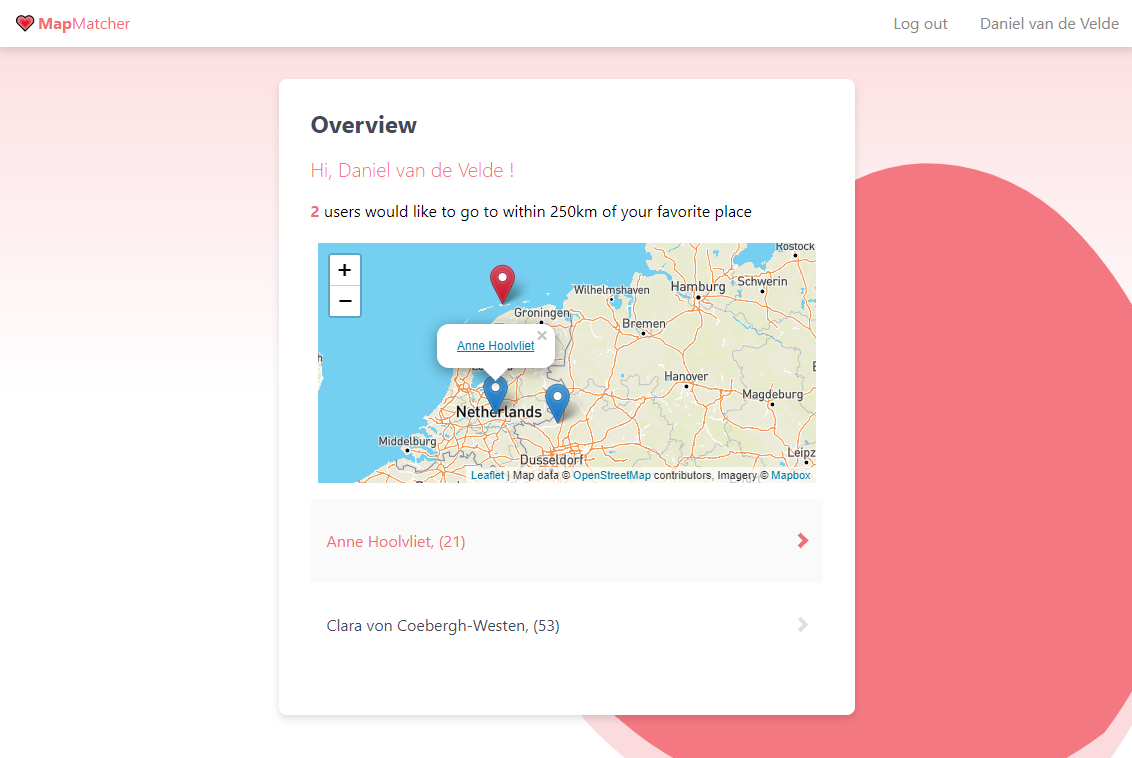 MapMatcher
Log out
Daniel van de Velde
Overview
Hi, Daniel van de Velde !
2 users would like to go to within 250km of your favorite place
+
−
Rostock
Schwerin
Wilhelmshaven
Hamburg
Groningen
Bremen
Anne Hoolvliet
×
Hanover
Magdeburg
Netherlands
Middelburg
Dusseldorf
Leipz
Leaflet | Map data © OpenStreetMap contributors, Imagery © Mapbox
Anne Hoolvliet, (21)
Clara von Coebergh-Westen, (53)